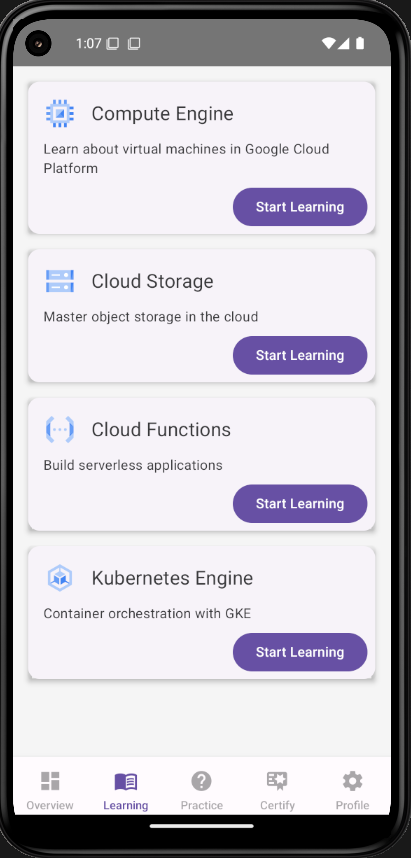 1:07
Compute Engine
Learn about virtual machines in Google Cloud
Platform
Start Learning
Cloud Storage
Master object storage in the cloud
Start Learning
Cloud Functions
Build serverless applications
Start Learning
Kubernetes Engine
Container orchestration with GKE
Start Learning
Overview Learning Practice Certify Profile